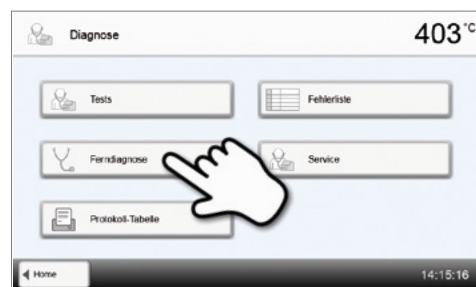 Diagnose
403 °C
Tests
Fehlerliste
Ferndiagnose
Service
Protokoll-Tabelle
Home
14:15:16